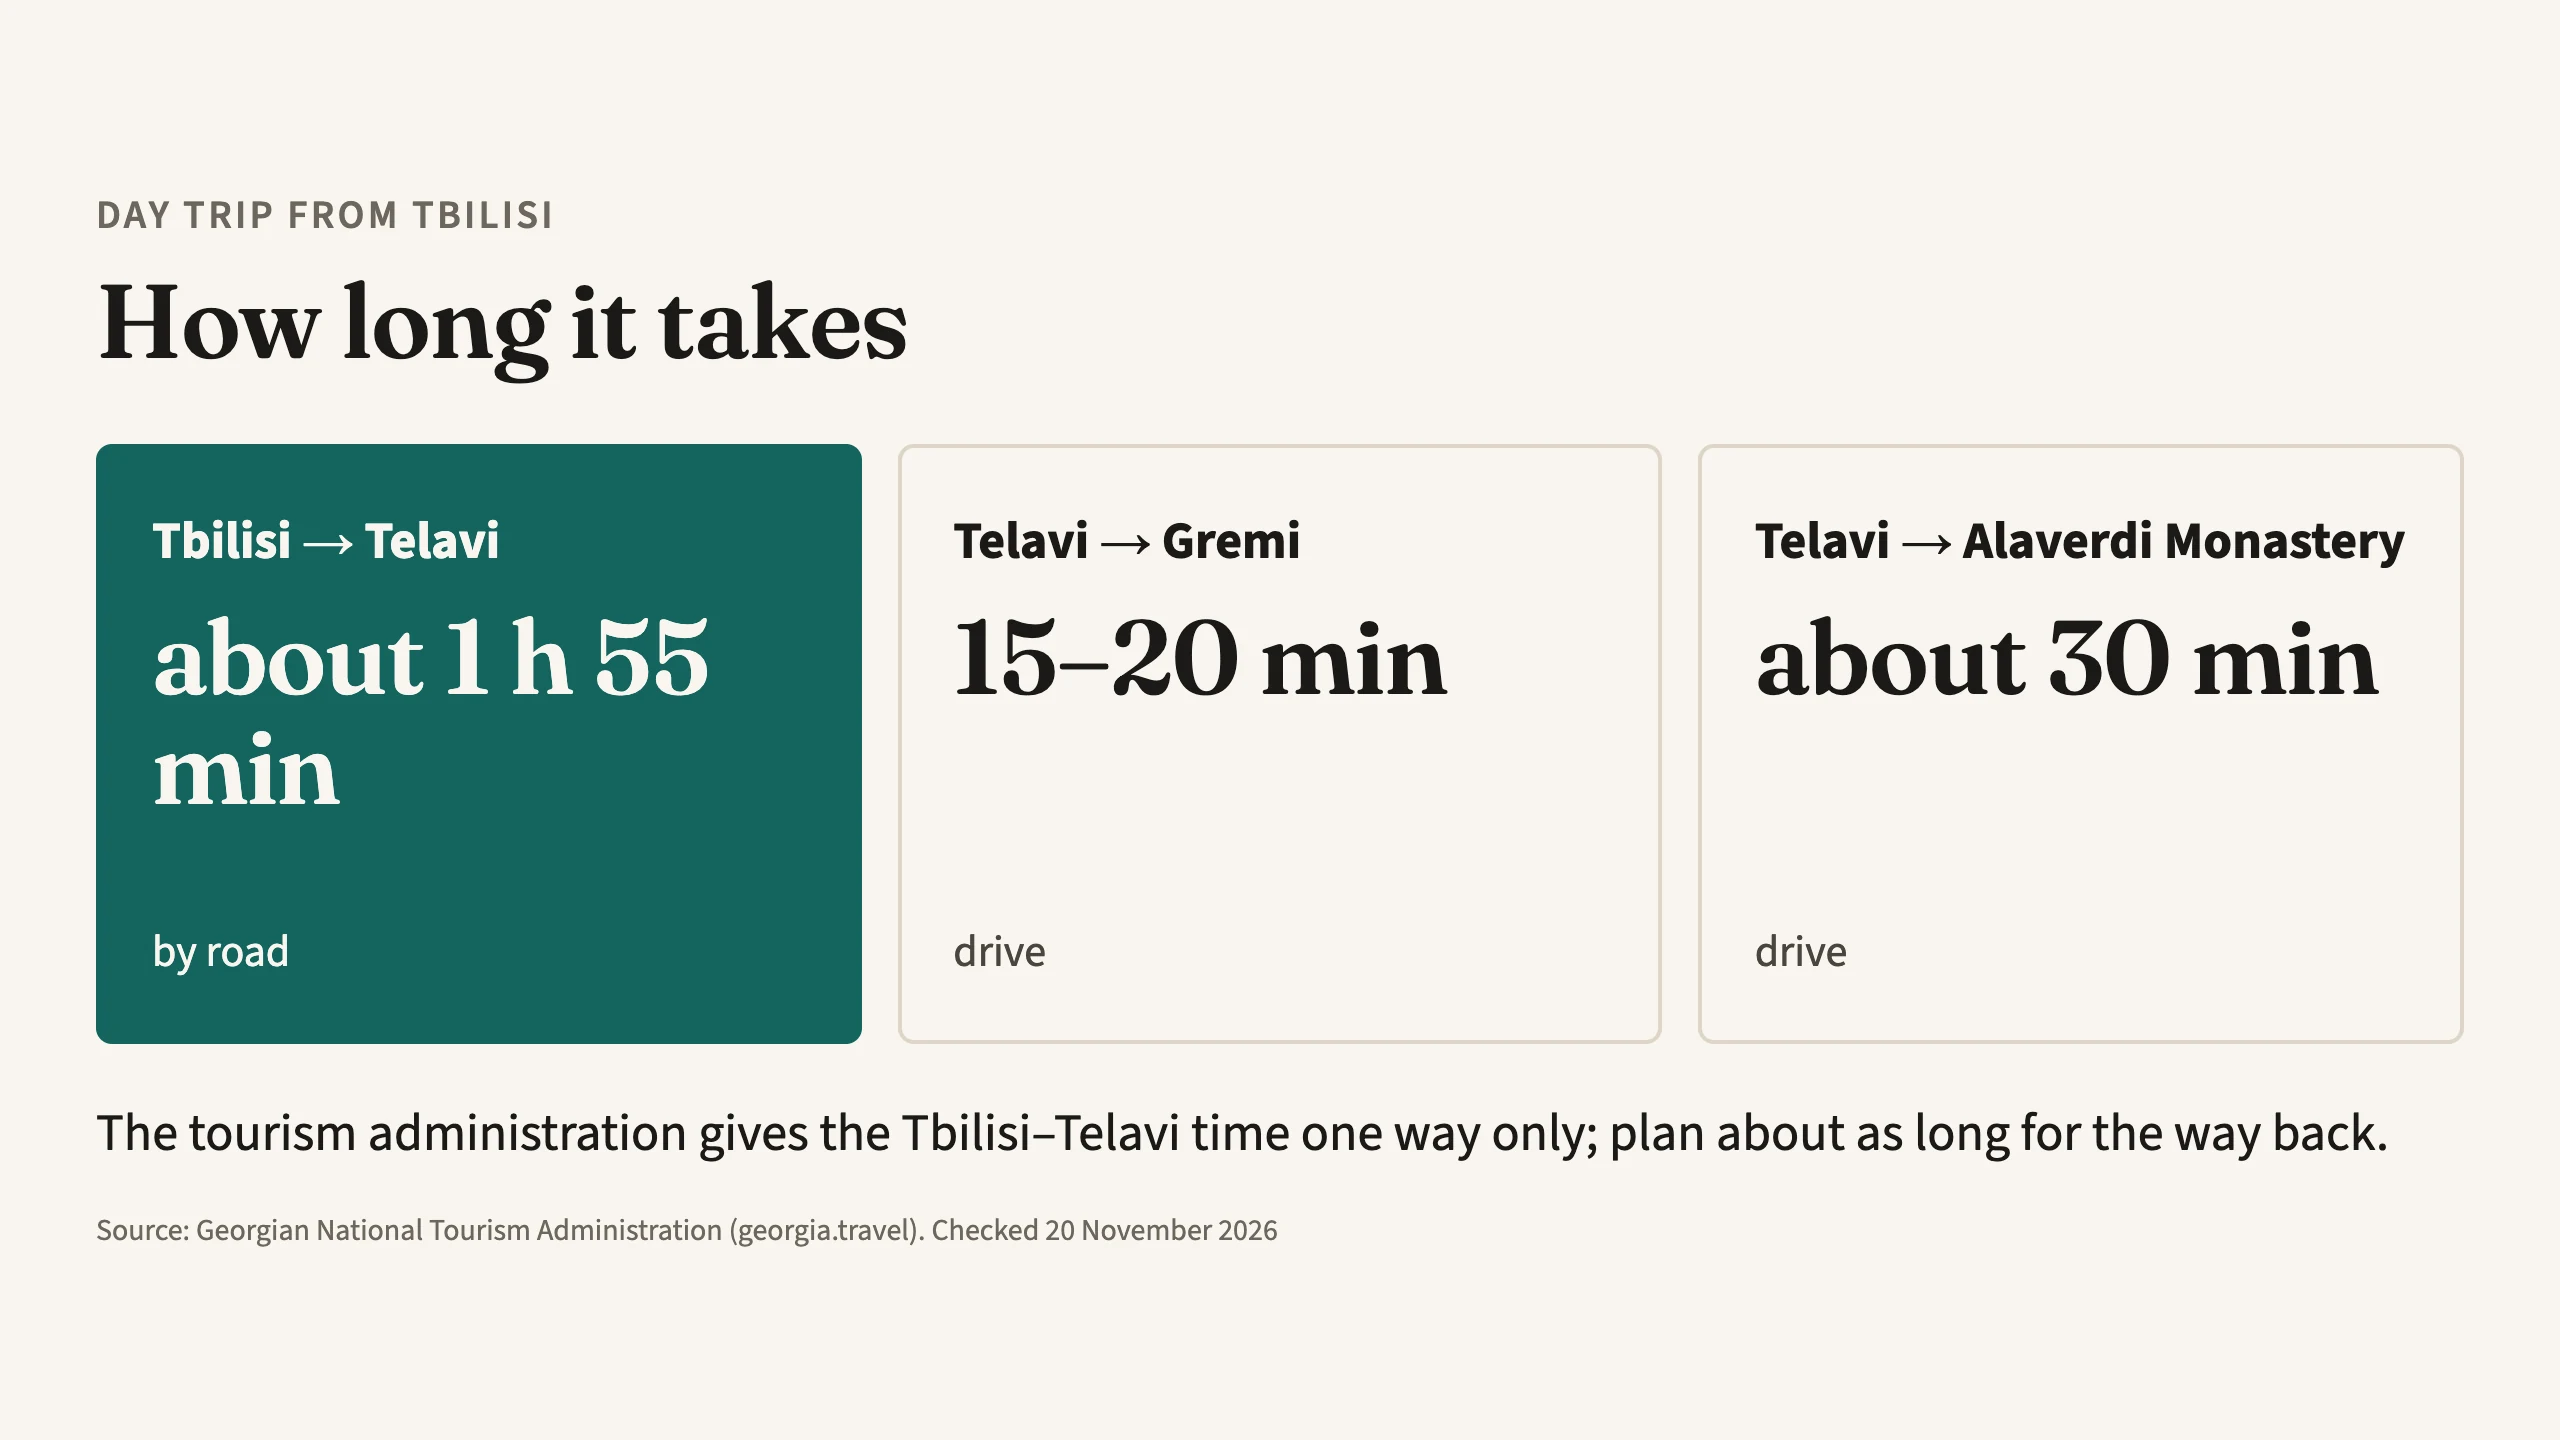 DAY TRIP FROM TBILISI
How long it takes
Tbilisi → Telavi
about 1 h 55
min
by road
Telavi → Gremi
15–20 min
drive
Telavi → Alaverdi Monastery
about 30 min
drive
The tourism administration gives the Tbilisi–Telavi time one way only; plan about as long for the way back.
Source: Georgian National Tourism Administration (georgia.travel). Checked 20 November 2026